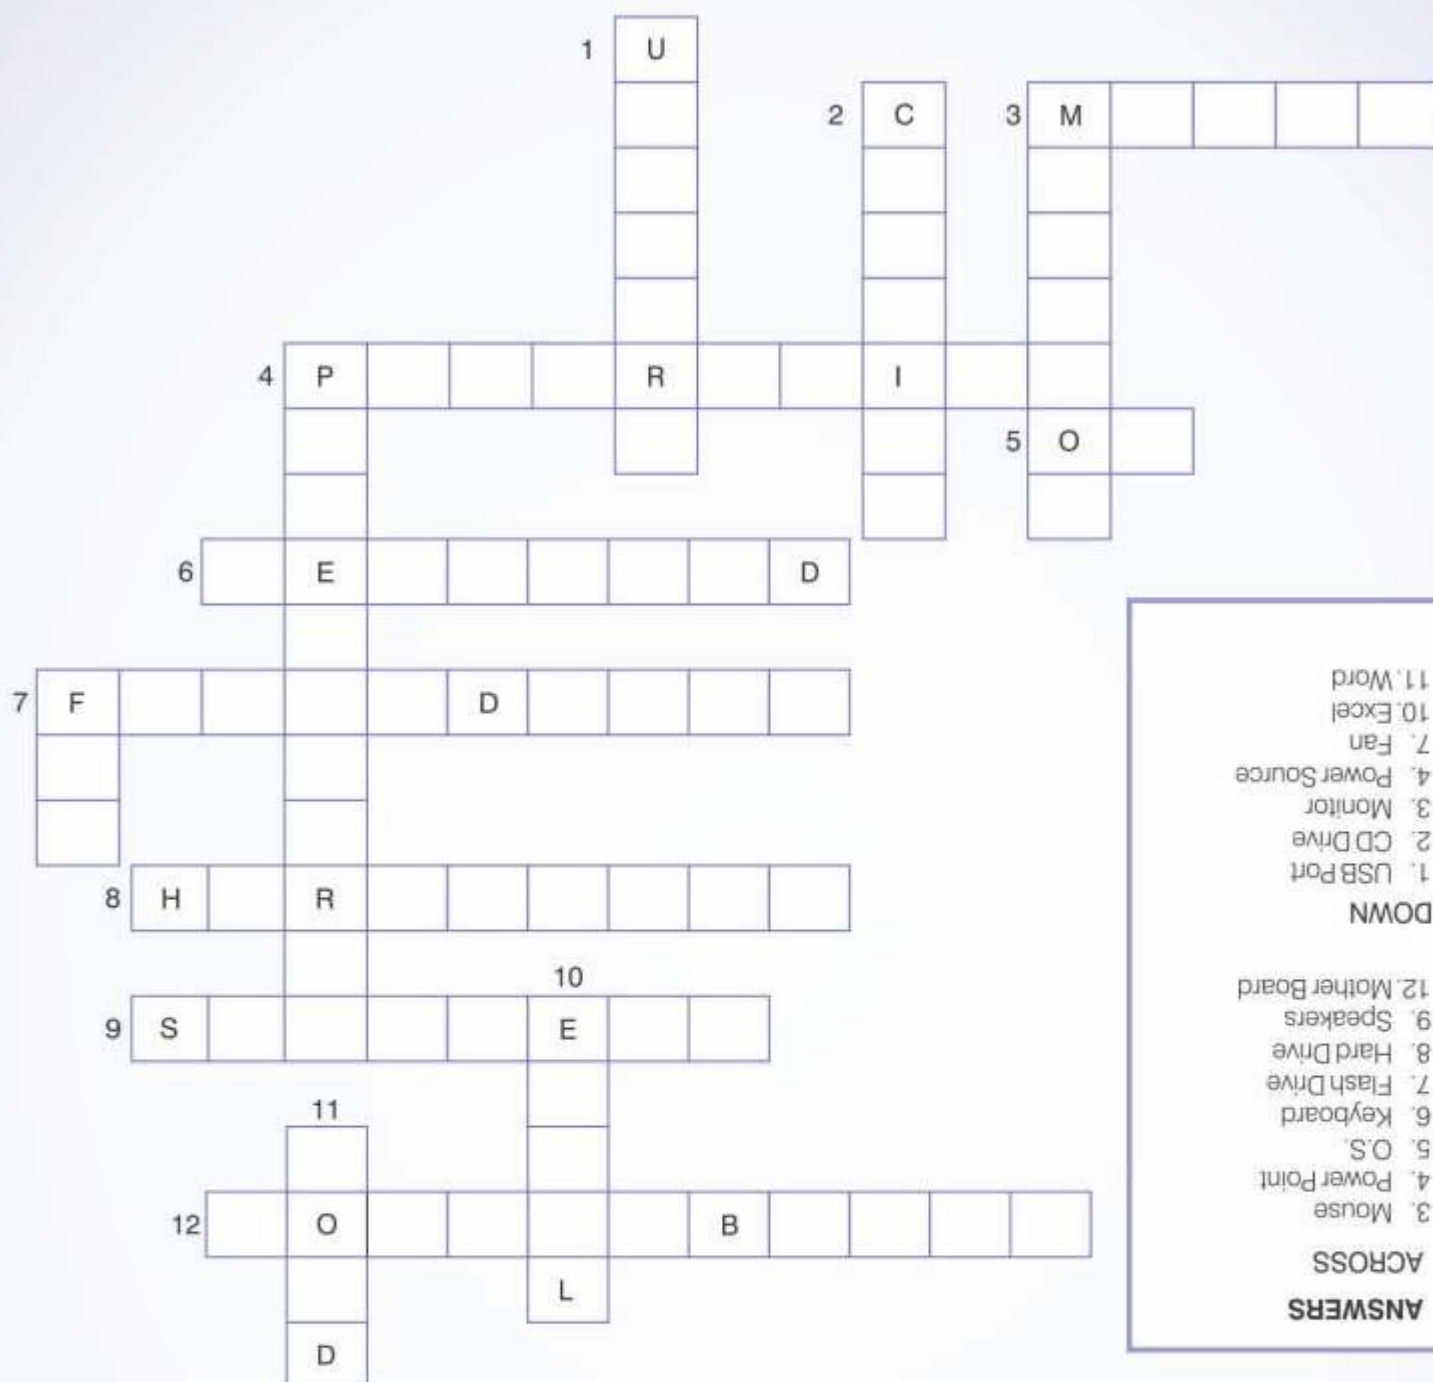 1 U
2 C 3 M
4 P R I
5 O
6 E D
7 F D
8 H R
10
9 S E
11
12 O B
L
D
ANSWERS
ACROSS
3. Mouse
4. Power Point
5. O.S.
6. Keyboard
7. Flash Drive
8. Hard Drive
9. Speakers
12. Mother Board
DOWN
1. USB Port
2. CD Drive
3. Monitor
4. Power Source
7. Fan
10. Excel
11. Word